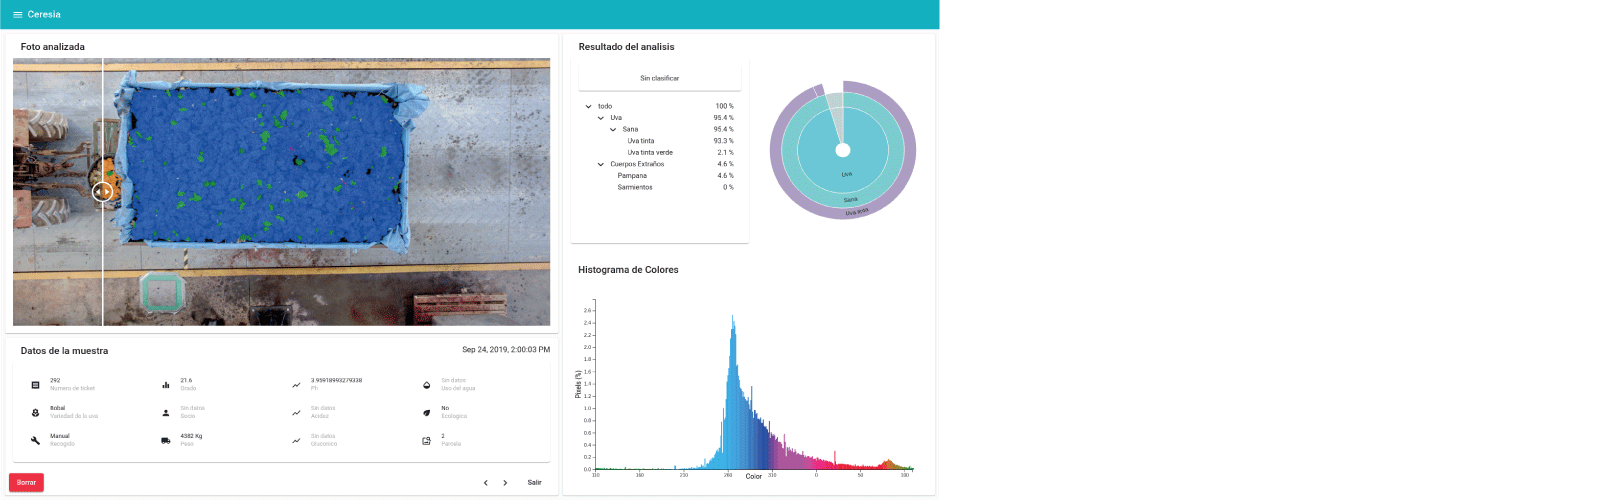 Ceresia
Foto analizada
Resultado del analisis
Sin clasificar
todo 100 %
Uva 95.4 %
Sana 95.4 %
Uva tinta 93.3 %
Uva tinta verde 2.1 %
Cuerpos Extraños 4.6 %
Pampana 4.6 %
Sarmientos 0 %
Uva
Sana
Uva tinta
Histograma de Colores
2.6
2.4
2.2
2.0
1.8
1.6
1.4
1.2
1.0
0.8
0.6
0.4
0.2
0.0
Pixels (%)
110 160 210 260 310 0 50 100
Color
Datos de la muestra
Sep 24, 2019, 2:00:03 PM
292
Numero de ticket
21.6
Grado
3.95918993279338
Ph
Sin datos
Uso del agua
Bobal
Variedad de la uva
Sin datos
Socio
Sin datos
Acidez
No
Ecologica
Manual
Recogida
4382 Kg
Peso
Sin datos
Gluconico
2
Parcela
Borrar
Salir